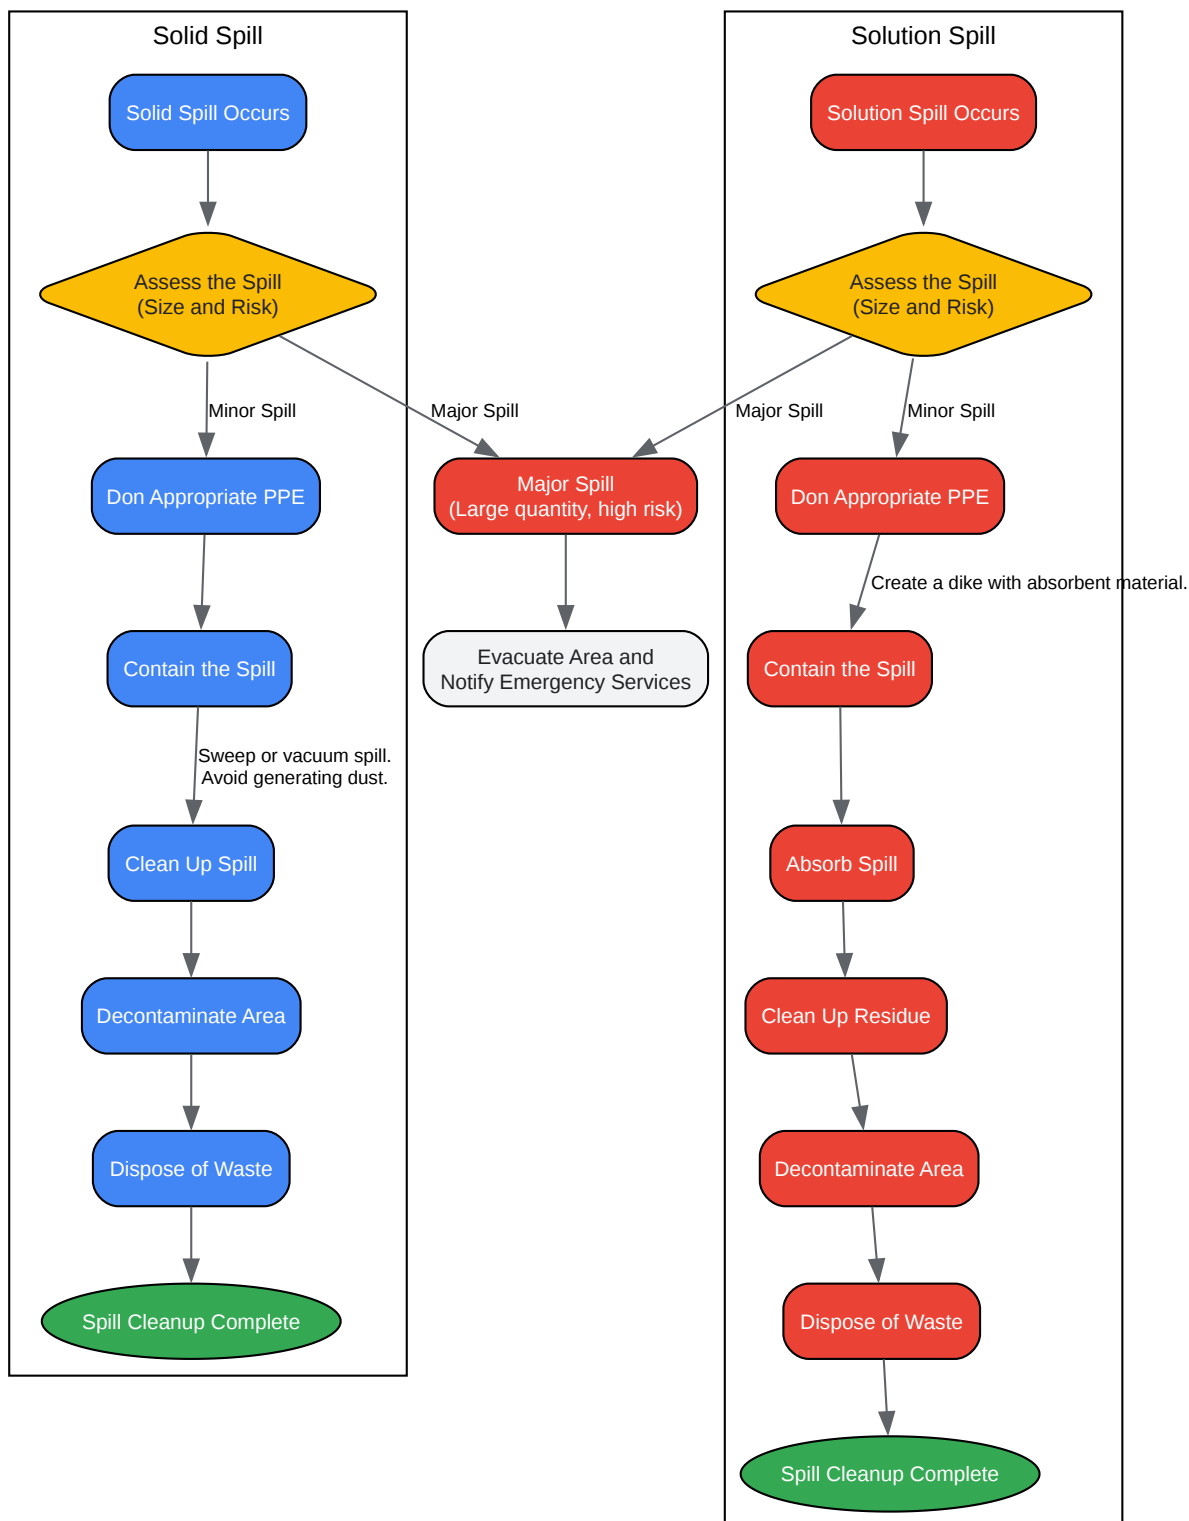 Solid Spill
Solid Spill Occurs
Assess the Spill
(Size and Risk)
Minor Spill
Major Spill
Don Appropriate PPE
Contain the Spill
Sweep or vacuum spill.
Avoid generating dust.
Clean Up Spill
Decontaminate Area
Dispose of Waste
Spill Cleanup Complete
Major Spill
(Large quantity, high risk)
Evacuate Area and
Notify Emergency Services
Solution Spill
Solution Spill Occurs
Assess the Spill
(Size and Risk)
Major Spill
Minor Spill
Don Appropriate PPE
Create a dike with absorbent material.
Contain the Spill
Absorb Spill
Clean Up Residue
Decontaminate Area
Dispose of Waste
Spill Cleanup Complete